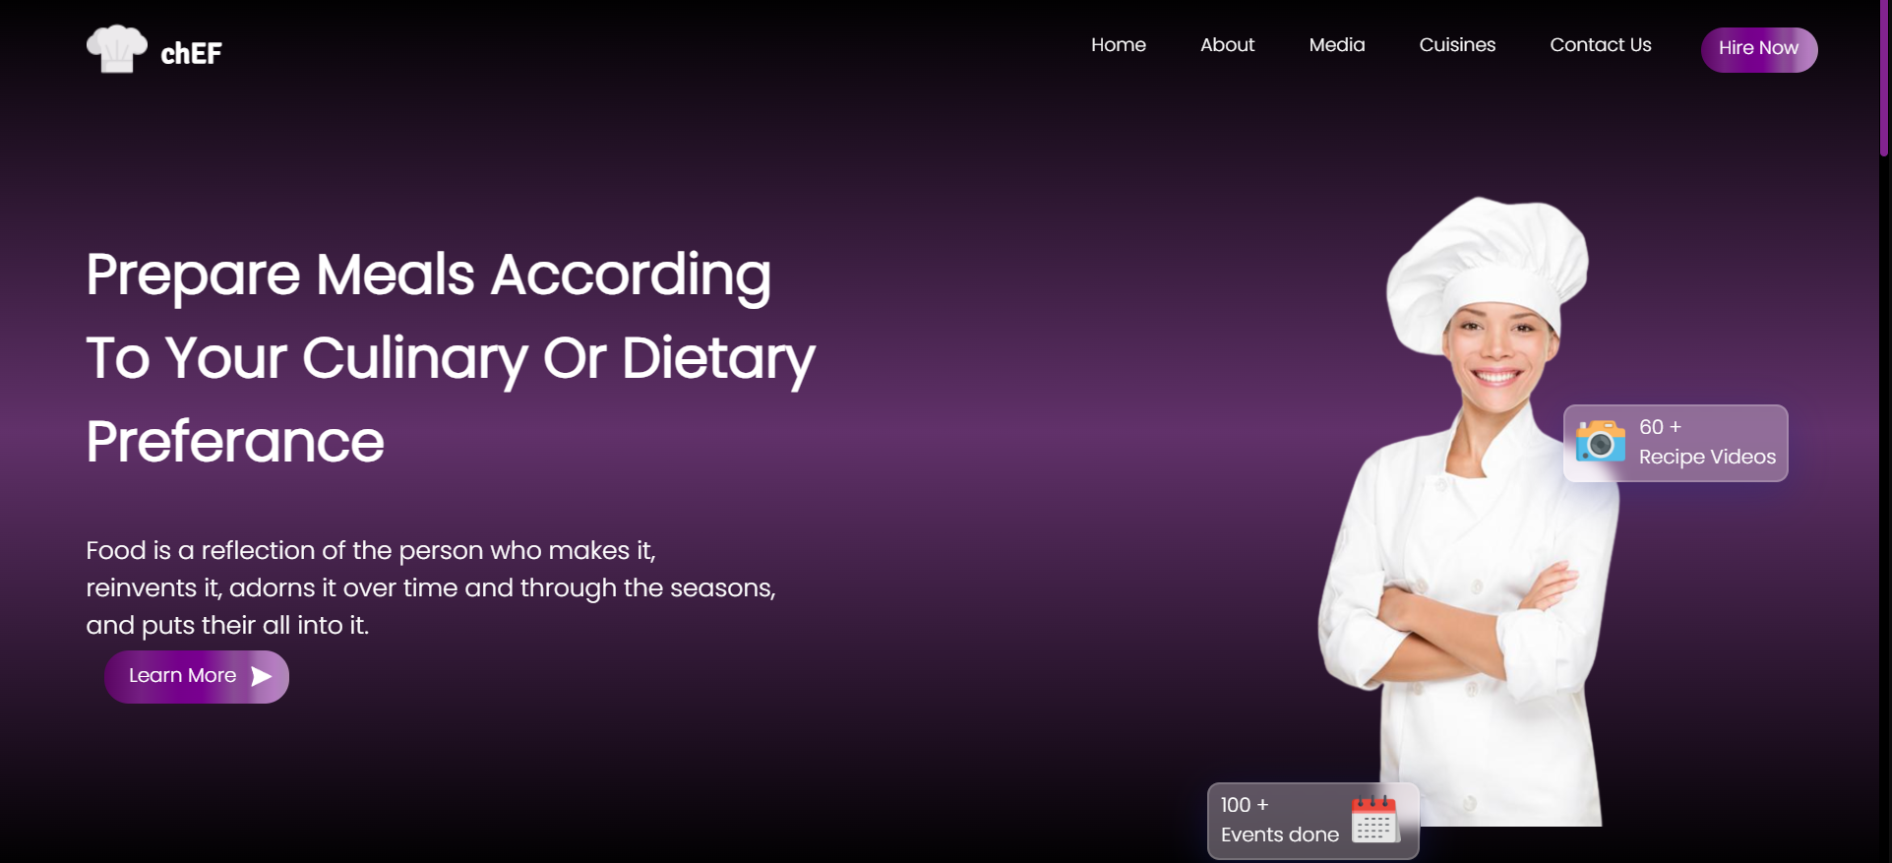 chEF
Home
About
Media
Cuisines
Contact Us
Hire Now
Prepare Meals According
To Your Culinary Or Dietary
Preferance
Food is a reflection of the person who makes it,
reinvents it, adorns it over time and through the seasons,
and puts their all into it.
Learn More
60 +
Recipe Videos
100 +
Events done